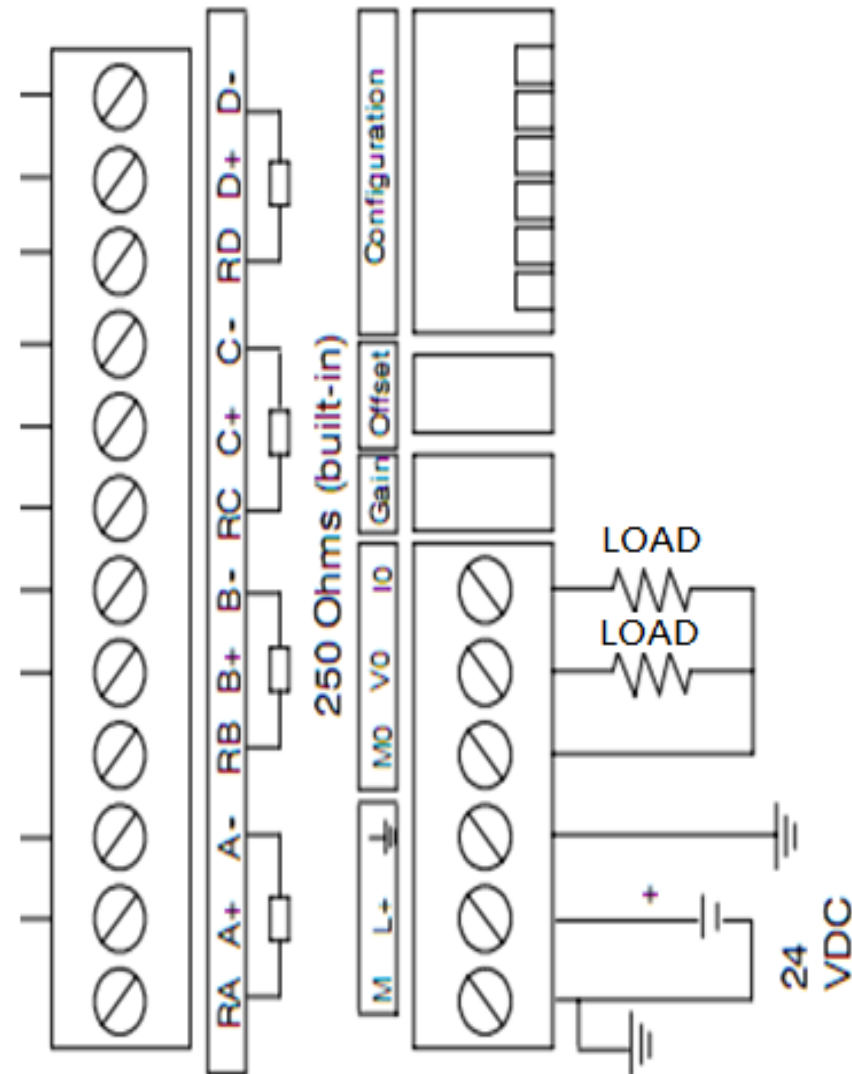 RA A+ A- RB B+ B- RC C+ C- RD D+ D-
250 Ohms (built-in)
M L+
M0 V0 I0
Gain
Offset
Configuration
LOAD
LOAD
+
24
VDC